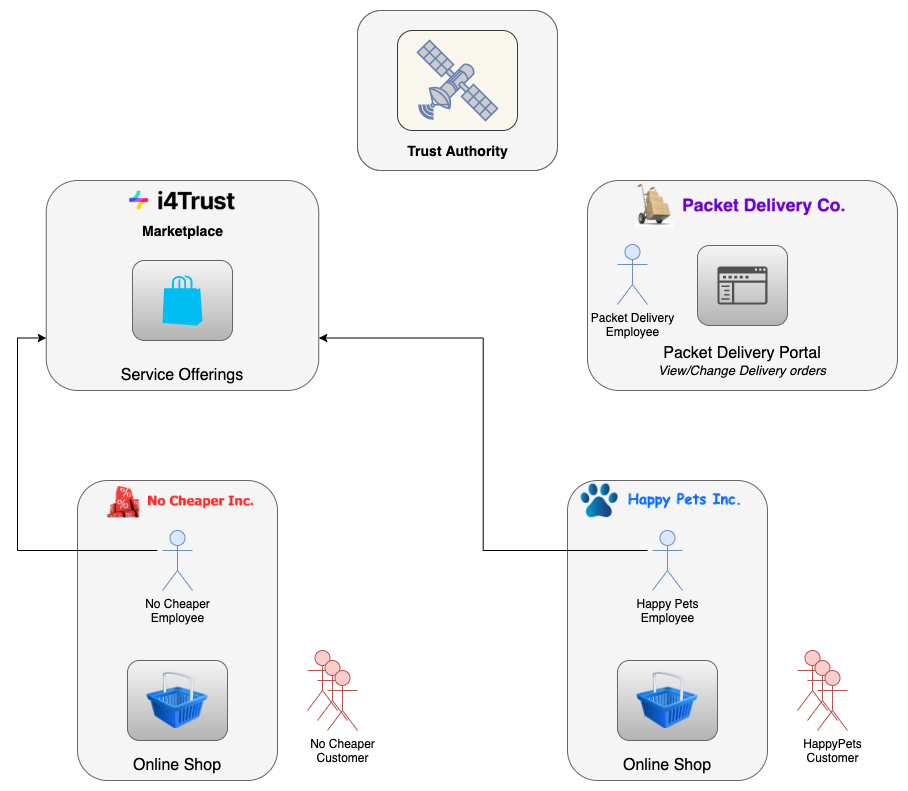 Trust Authority
i4Trust
Marketplace
Service Offerings
Packet Delivery Co.
Packet Delivery
Employee
Packet Delivery Portal
View/Change Delivery orders
No Cheaper Inc.
No Cheaper
Employee
Online Shop
No Cheaper
Customer
Happy Pets Inc.
Happy Pets
Employee
Online Shop
HappyPets
Customer